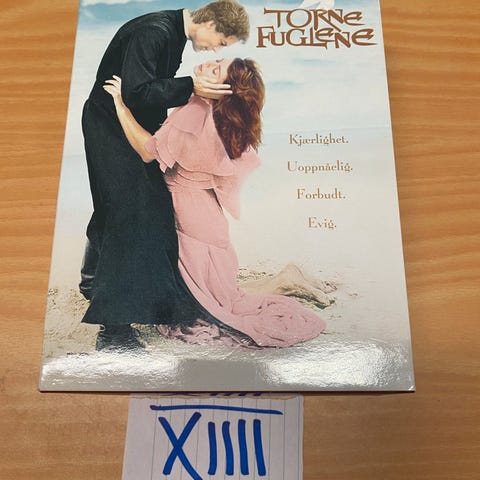 TORNE
FUGLENE
Kjærlighet.
Uoppnåelig.
Forbudt.
Evig.
XIIII